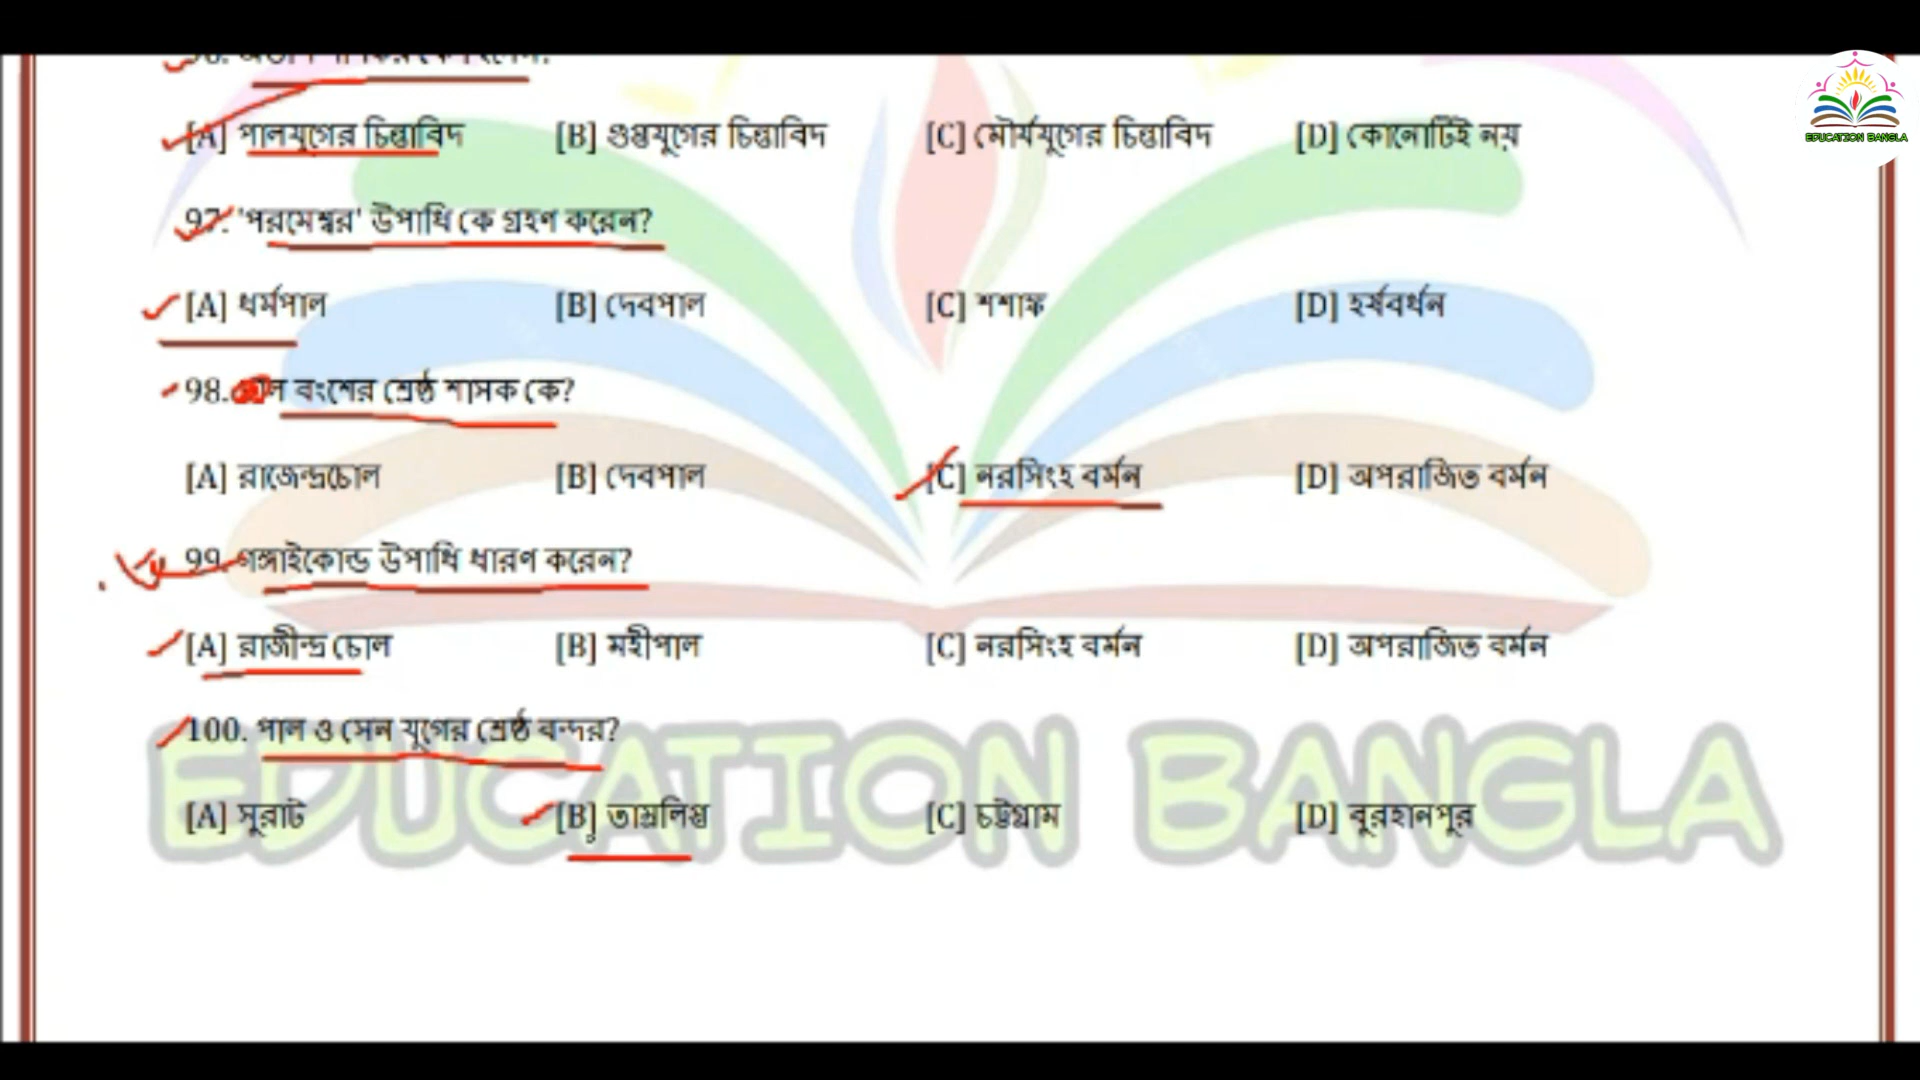 [A] পালযুগের চিন্তাবিদ [B] গুপ্তযুগের চিন্তাবিদ [C] মৌর্যযুগের চিন্তাবিদ [D] কোনোটিই নয়
97. 'পরমেশ্বর' উপাধি কে গ্রহণ করেন?
[A] ধর্মপাল [B] দেবপাল [C] শশাঙ্ক [D] হর্ষবর্ধন
98. বংশের শ্রেষ্ঠ শাসক কে?
[A] রাজেন্দ্রচোল [B] দেবপাল [C] নরসিংহ বর্মন [D] অপরাজিত বর্মন
99. গঙ্গাইকোন্ড উপাধি ধারণ করেন?
[A] রাজীন্দ্র চোল [B] মহীপাল [C] নরসিংহ বর্মন [D] অপরাজিত বর্মন
100. পাল ও সেন যুগের শ্রেষ্ঠ বন্দর?
[A] সুরাট [B] তাম্রলিপ্ত [C] চট্টগ্রাম [D] বুরহানপুর
EDUCATION BANGLA
EDUCATION BANGLA